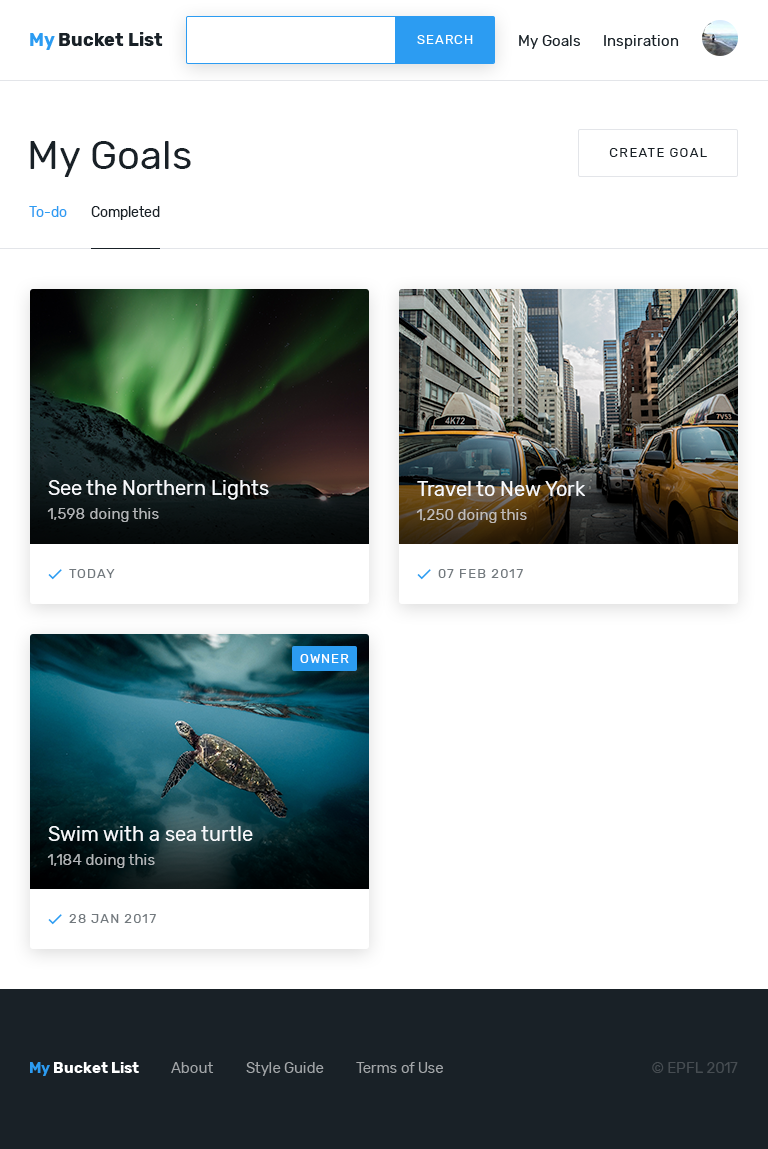 My Bucket List
SEARCH
My Goals
Inspiration
My Goals
CREATE GOAL
To-do
Completed
4K72
7V53
See the Northern Lights
1,598 doing this
Travel to New York
1,250 doing this
TODAY
07 FEB 2017
OWNER
Swim with a sea turtle
1,184 doing this
28 JAN 2017
My Bucket List
About
Style Guide
Terms of Use
© EPFL 2017